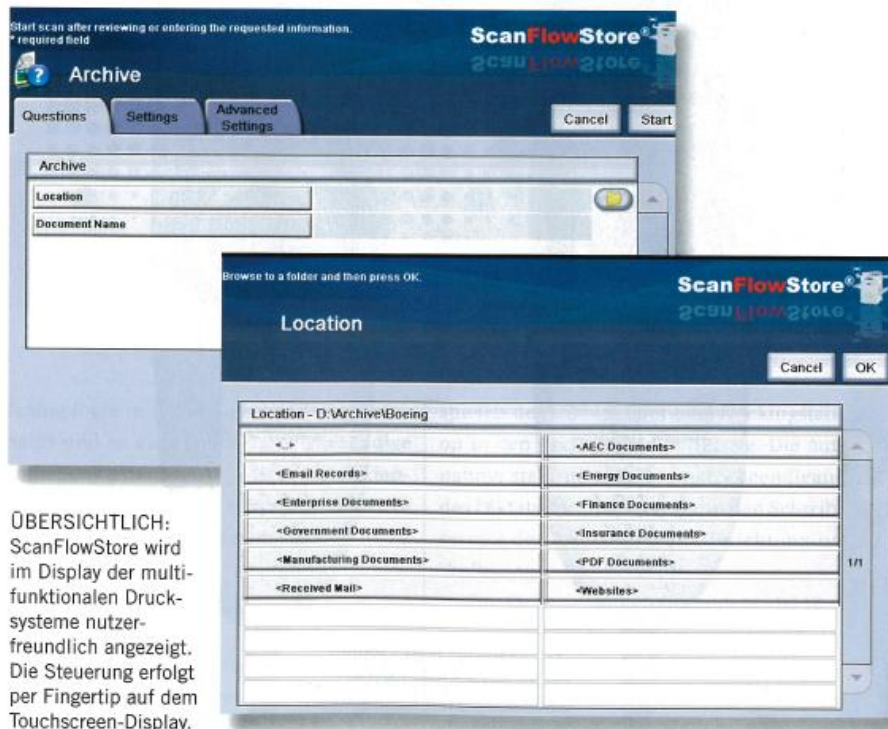 Start scan after reviewing or entering the requested information.
* required field
ScanFlowStore®
Archive
Questions
Settings
Advanced
Settings
Cancel
Start
Archive
Location
Document Name
Browse to a folder and then press OK.
ScanFlowStore®
Location
Cancel
OK
Location - D:\Archive\Boeing
<..>
<AEC Documents>
<Email Records>
<Energy Documents>
<Enterprise Documents>
<Finance Documents>
<Government Documents>
<Insurance Documents>
<Manufacturing Documents>
<PDF Documents>
<Received Mail>
<Websites>
1/1
ÜBERSICHTLICH:
ScanFlowStore wird
im Display der multi-
funktionalen Druck-
systeme nutzer-
freundlich angezeigt.
Die Steuerung erfolgt
per Fingertip auf dem
Touchscreen-Display.